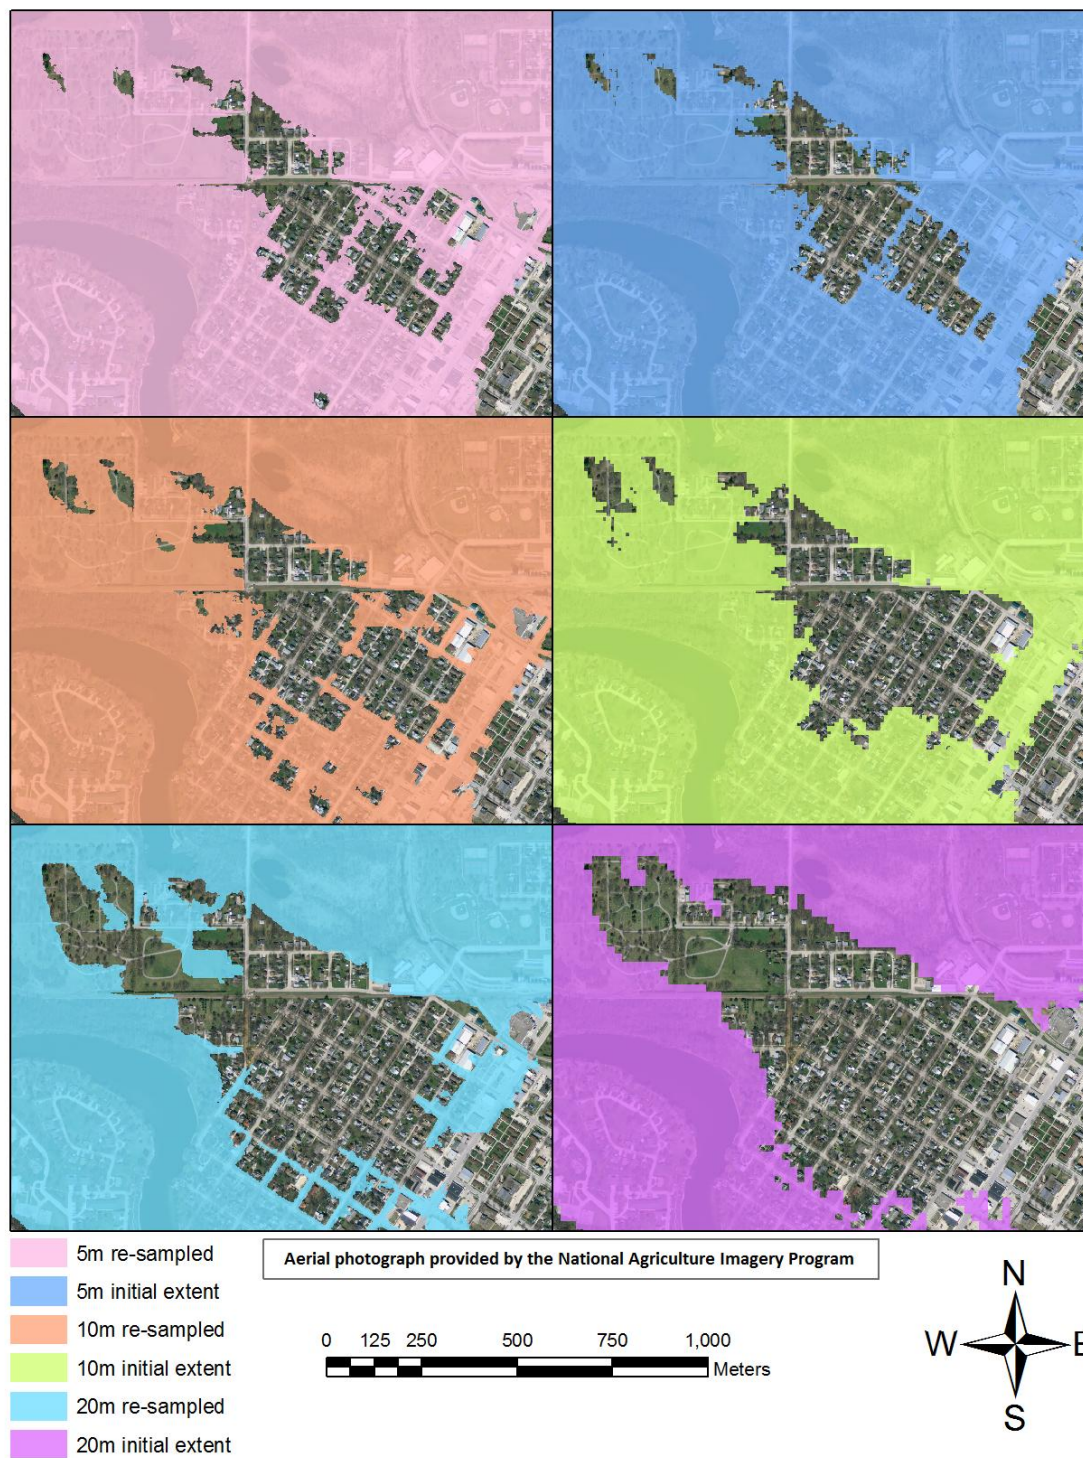 5m re-sampled
5m initial extent
10m re-sampled
10m initial extent
20m re-sampled
20m initial extent
Aerial photograph provided by the National Agriculture Imagery Program
0 125 250 500 750 1,000
Meters
N
W E
S